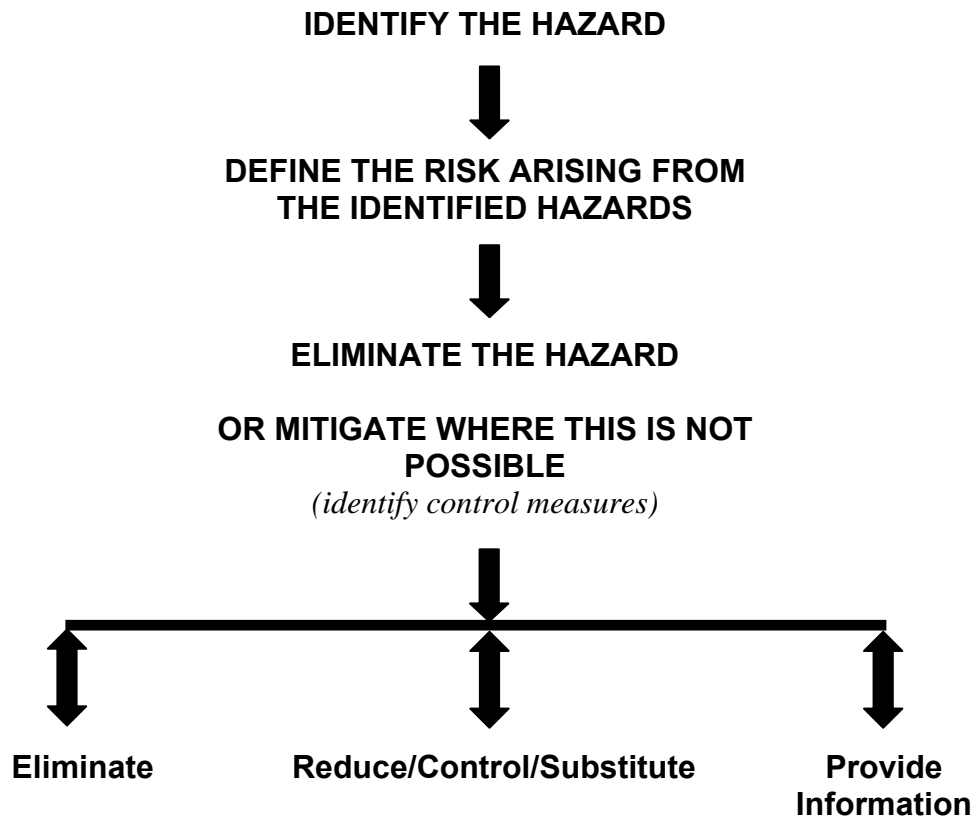 IDENTIFY THE HAZARD
DEFINE THE RISK ARISING FROM
THE IDENTIFIED HAZARDS
ELIMINATE THE HAZARD
OR MITIGATE WHERE THIS IS NOT
POSSIBLE
(identify control measures)
Eliminate
Reduce/Control/Substitute
Provide
Information